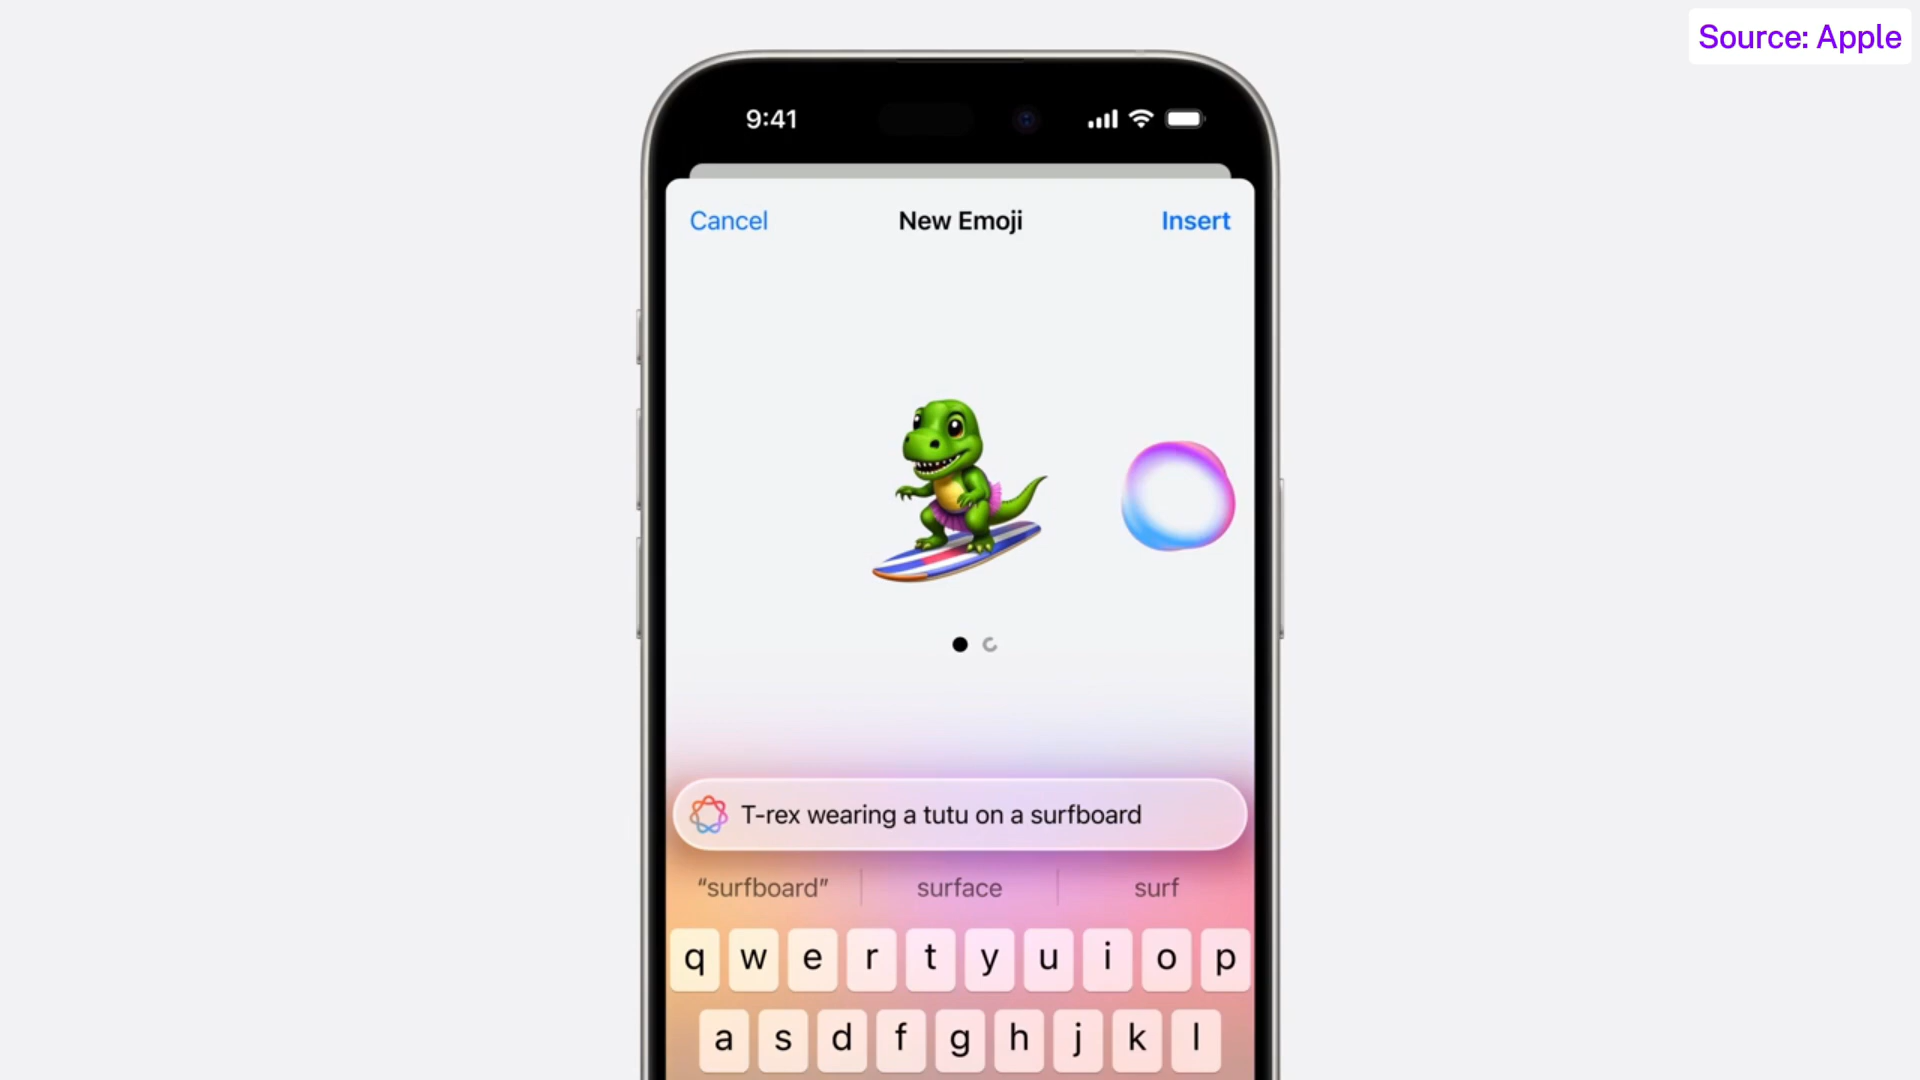 Source: Apple
9:41
Cancel
New Emoji
Insert
T-rex wearing a tutu on a surfboard
“surfboard”
surface
surf
q w e r t y u i o p
a s d f g h j k l